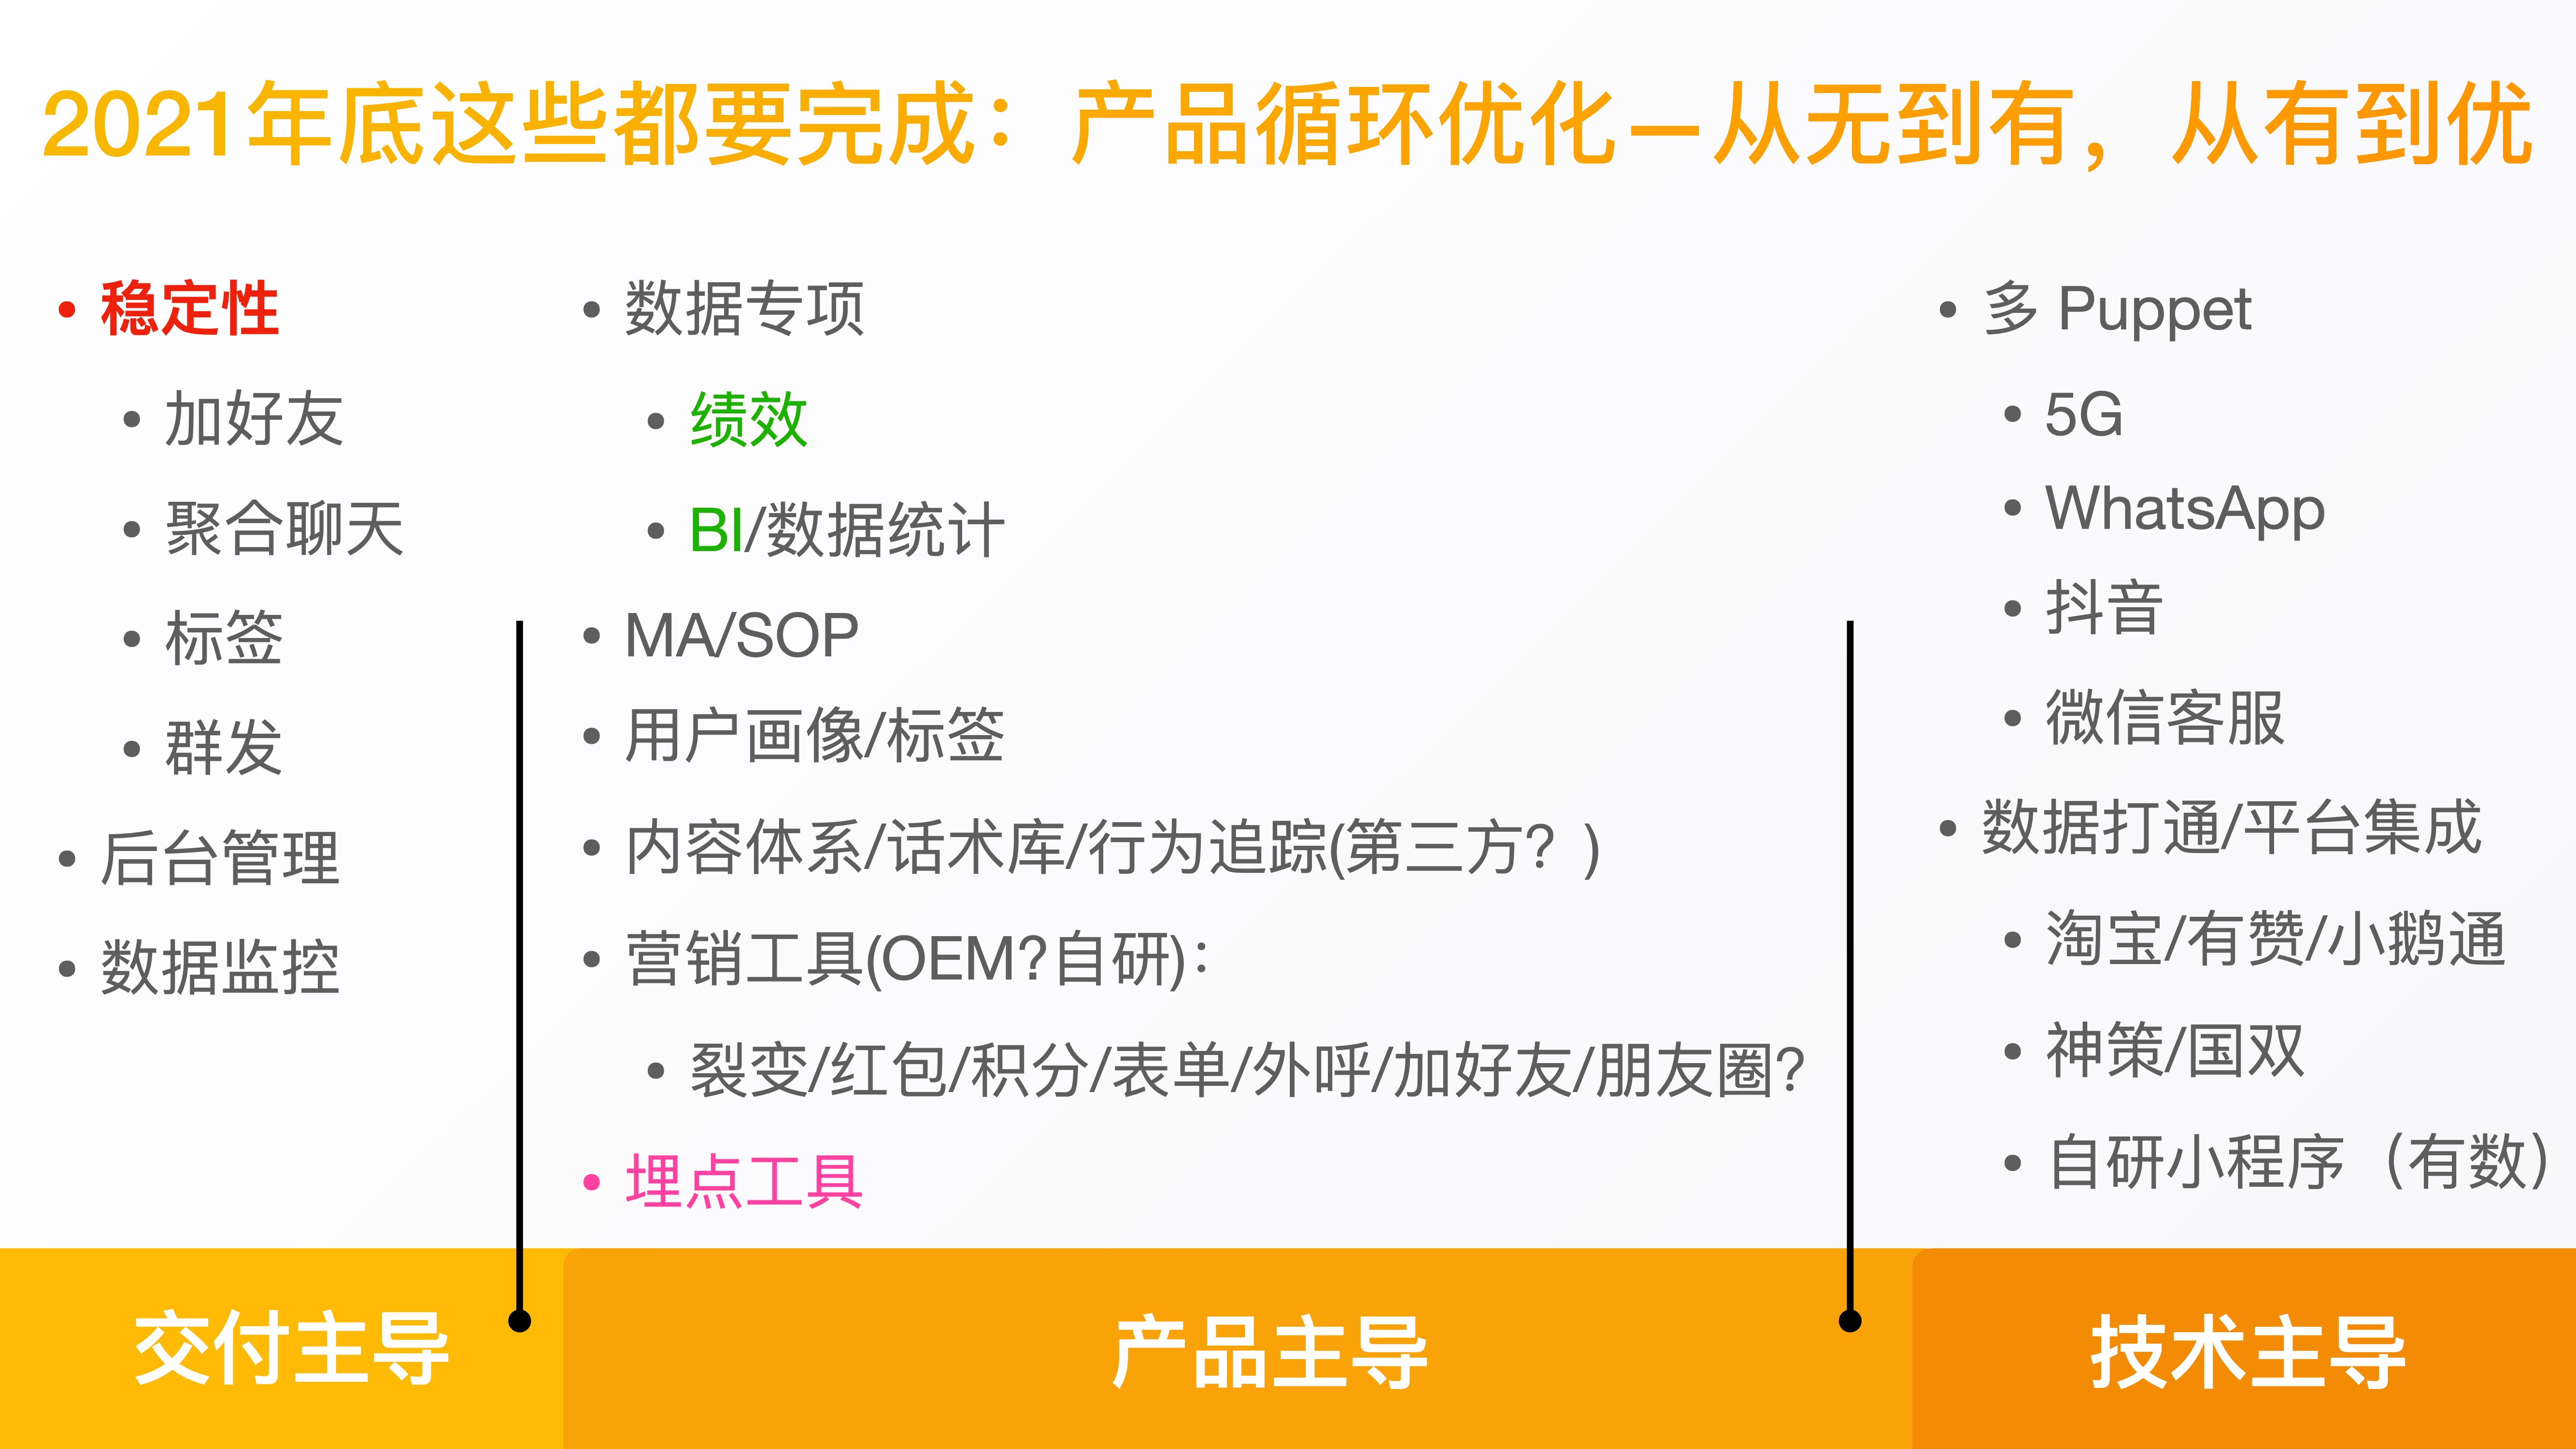 2021年底这些都要完成：产品循环优化—从无到有，从有到优
• 稳定性
• 加好友
• 聚合聊天
• 标签
• 群发
• 后台管理
• 数据监控
• 数据专项
• 绩效
• BI/数据统计
• MA/SOP
• 用户画像/标签
• 内容体系/话术库/行为追踪(第三方？)
• 营销工具(OEM?自研)：
• 裂变/红包/积分/表单/外呼/加好友/朋友圈?
• 埋点工具
• 多 Puppet
• 5G
• WhatsApp
• 抖音
• 微信客服
• 数据打通/平台集成
• 淘宝/有赞/小鹅通
• 神策/国双
• 自研小程序（有数）
交付主导
产品主导
技术主导